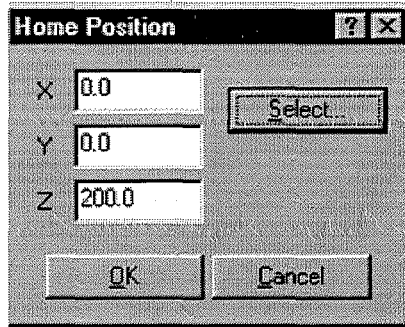 Home Position ? ×
X 0.0
Select...
Y 0.0
Z 200.0
OK Cancel